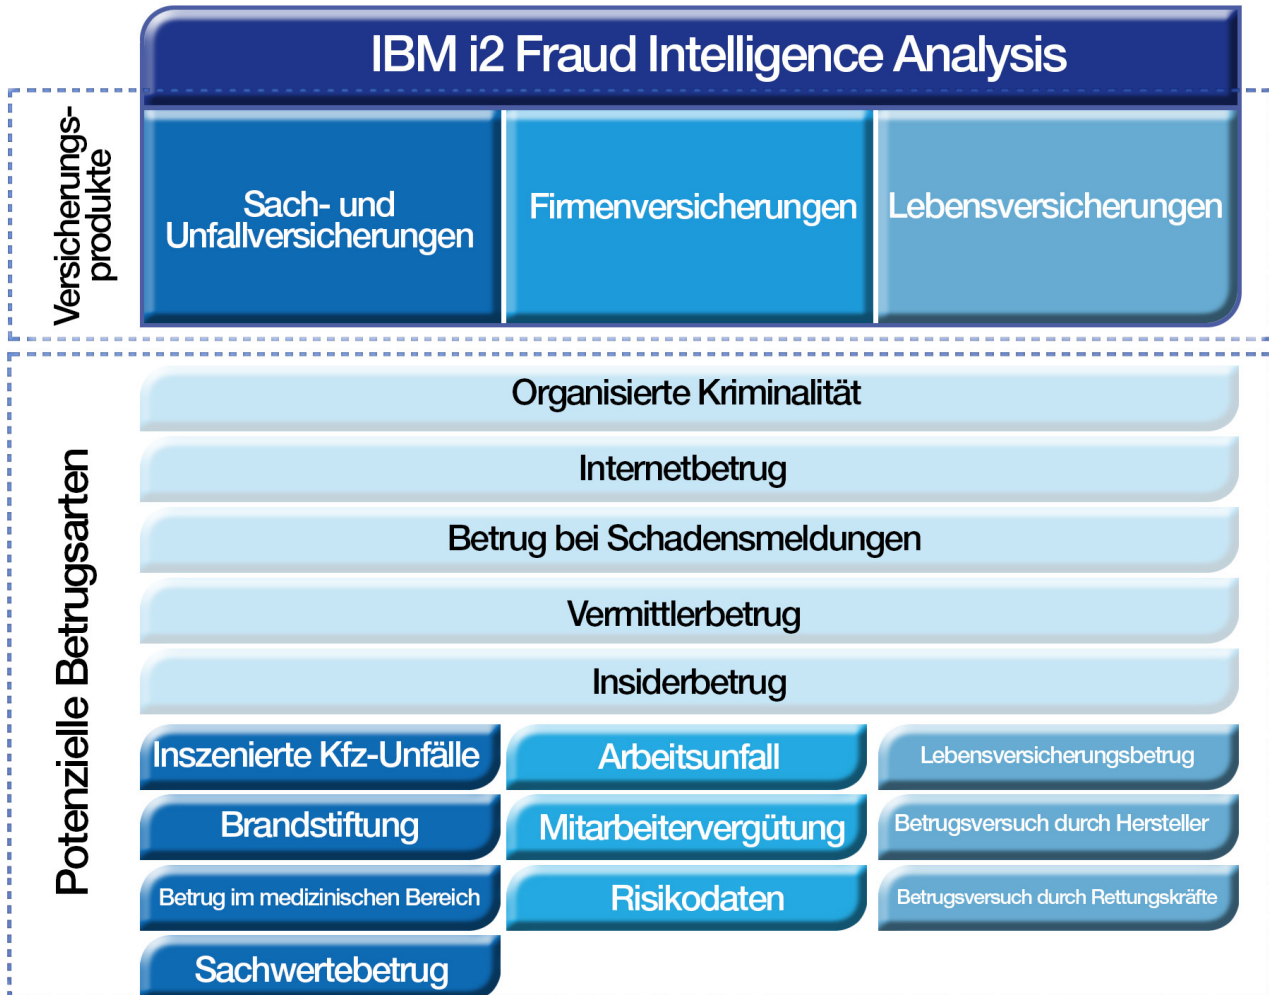 IBM i2 Fraud Intelligence Analysis
Versicherungs-
produkte
Sach- und
Unfallversicherungen
Firmenversicherungen
Lebensversicherungen
Potenzielle Betrugsarten
Organisierte Kriminalität
Internetbetrug
Betrug bei Schadensmeldungen
Vermittlerbetrug
Insiderbetrug
Inszenierte Kfz-Unfälle
Arbeitsunfall
Lebensversicherungsbetrug
Brandstiftung
Mitarbeitervergütung
Betrugsversuch durch Hersteller
Betrug im medizinischen Bereich
Risikodaten
Betrugsversuch durch Rettungskräfte
Sachwertebetrug